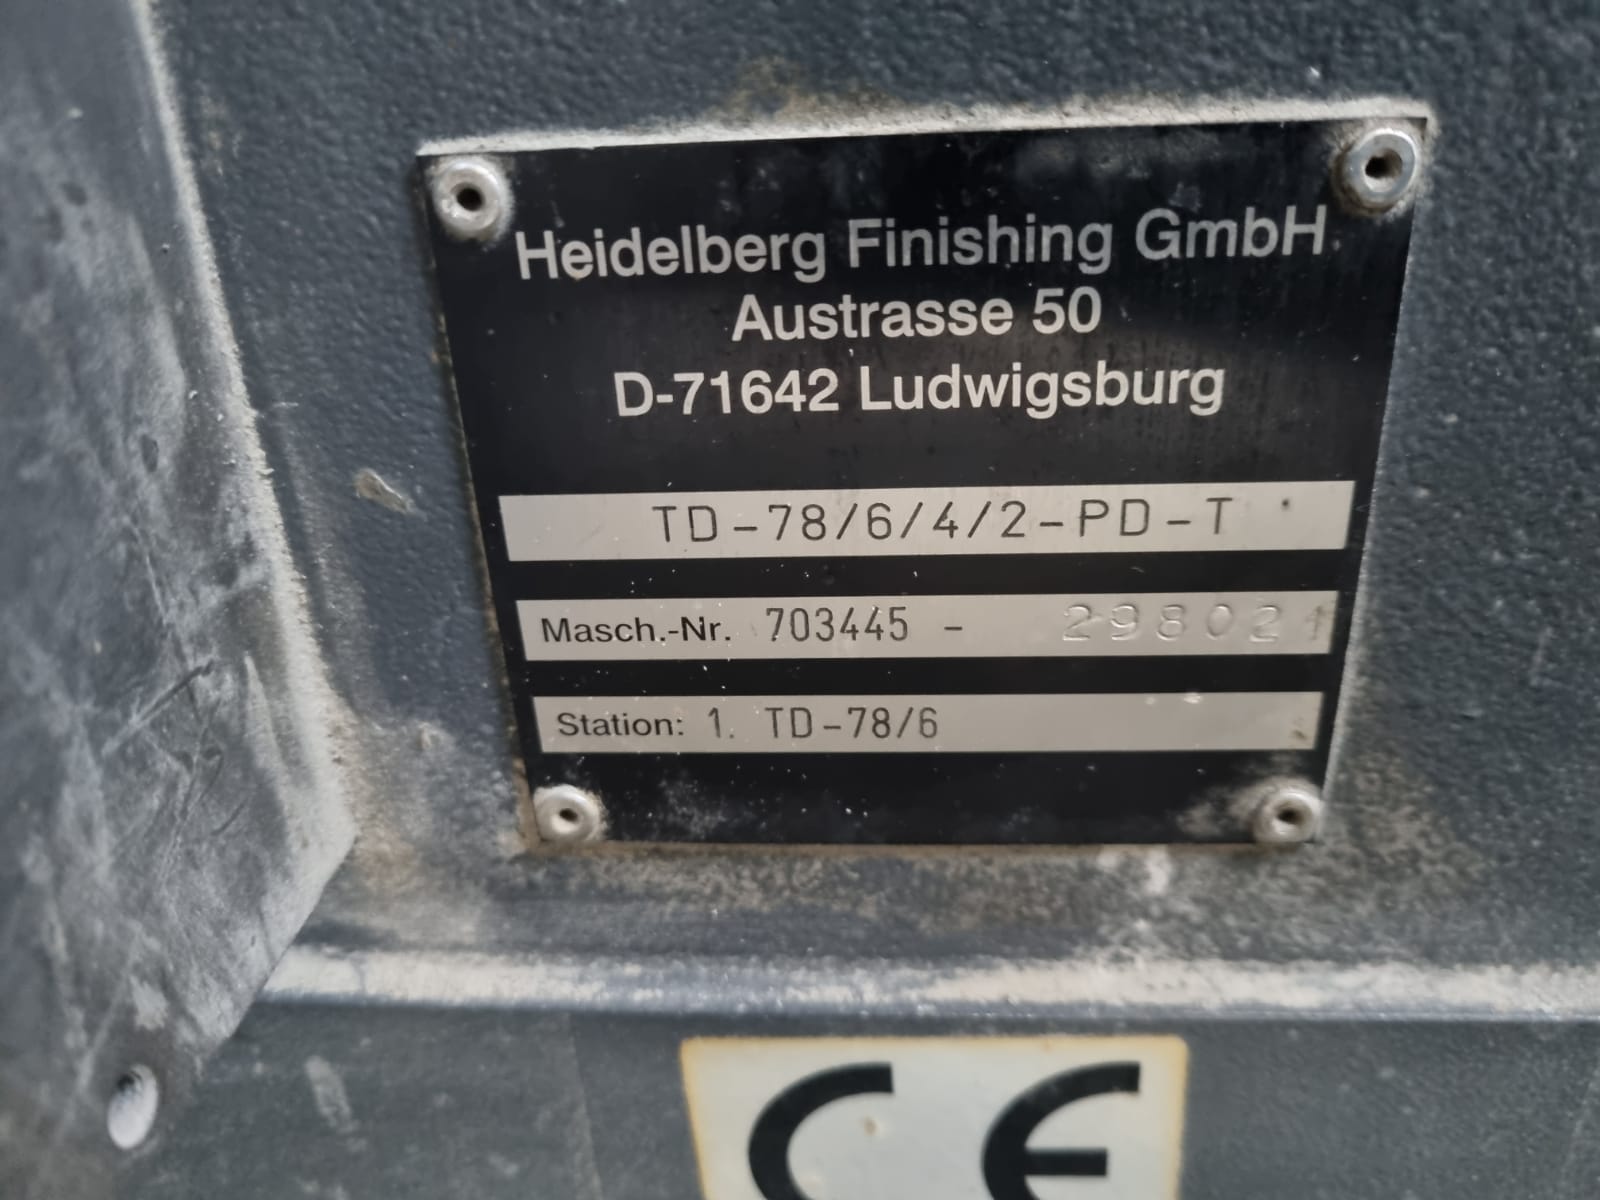 Heidelberg Finishing GmbH
Austrasse 50
D-71642 Ludwigsburg
TD-78/6/4/2-PD-T
Masch.-Nr. 703445 - 298021
Station: 1. TD-78/6
CE